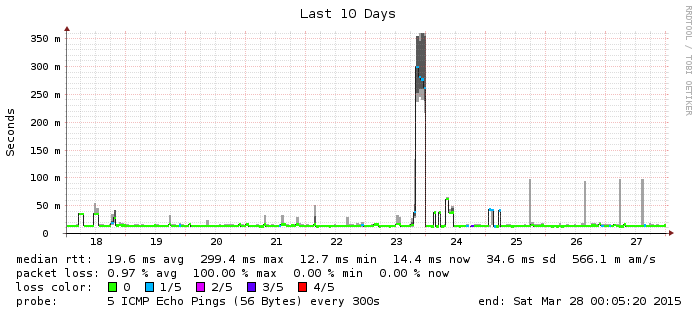 Last 10 Days
RRDTOOL / TOBI OETIKER
Seconds
350 m
300 m
250 m
200 m
150 m
100 m
50 m
0
18 19 20 21 22 23 24 25 26 27
median rtt: 19.6 ms avg 299.4 ms max 12.7 ms min 14.4 ms now 34.6 ms sd 566.1 m am/s
packet loss: 0.97 % avg 100.00 % max 0.00 % min 0.00 % now
loss color: 0 1/5 2/5 3/5 4/5
probe: 5 ICMP Echo Pings (56 Bytes) every 300s end: Sat Mar 28 00:05:20 2015